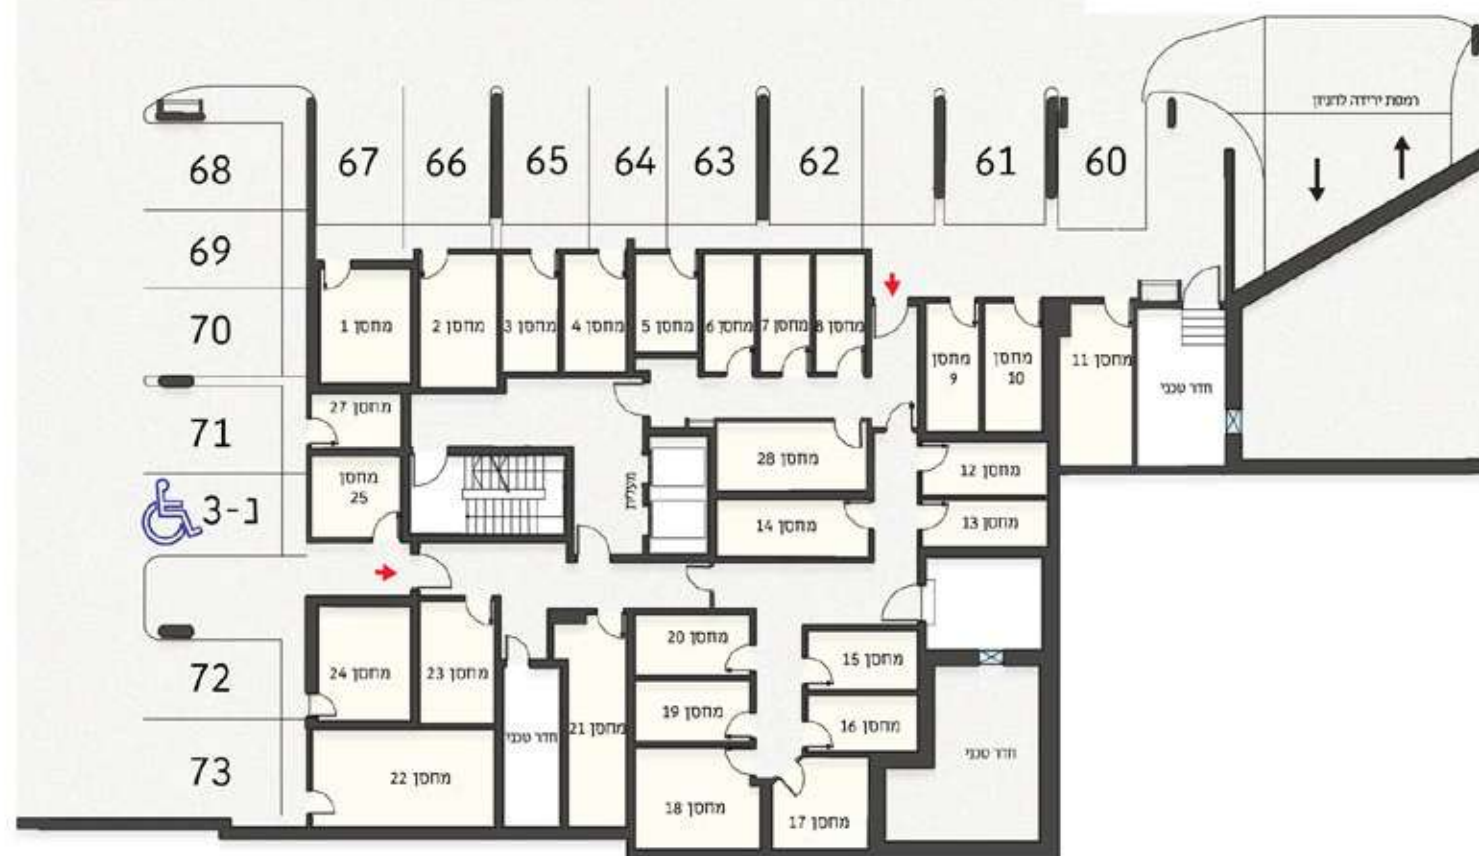 רמפת ירידה לחניון
67
66
65
64
63
62
61
60
68
69
70
71
נ-3
72
73
מחסן 1
מחסן 2
מחסן 3
מחסן 4
מחסן 5
מחסן 6
מחסן 7
מחסן 8
מחסן
9
מחסן
10
מחסן 11
חדר טכני
מחסן 27
מחסן
25
מעלית
מחסן 28
מחסן 12
מחסן 14
מחסן 13
מחסן 24
מחסן 23
חדר טכני
מחסן 21
מחסן 20
מחסן 15
מחסן 19
מחסן 16
חדר טכני
מחסן 22
מחסן 18
מחסן 17